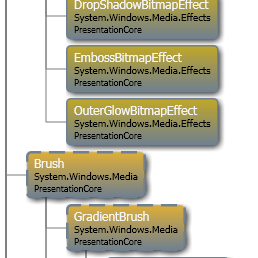 DropShadowBitmapEffect
System.Windows.Media.Effects
PresentationCore
EmbossBitmapEffect
System.Windows.Media.Effects
PresentationCore
OuterGlowBitmapEffect
System.Windows.Media.Effects
PresentationCore
Brush
System.Windows.Media
PresentationCore
GradientBrush
System.Windows.Media
PresentationCore